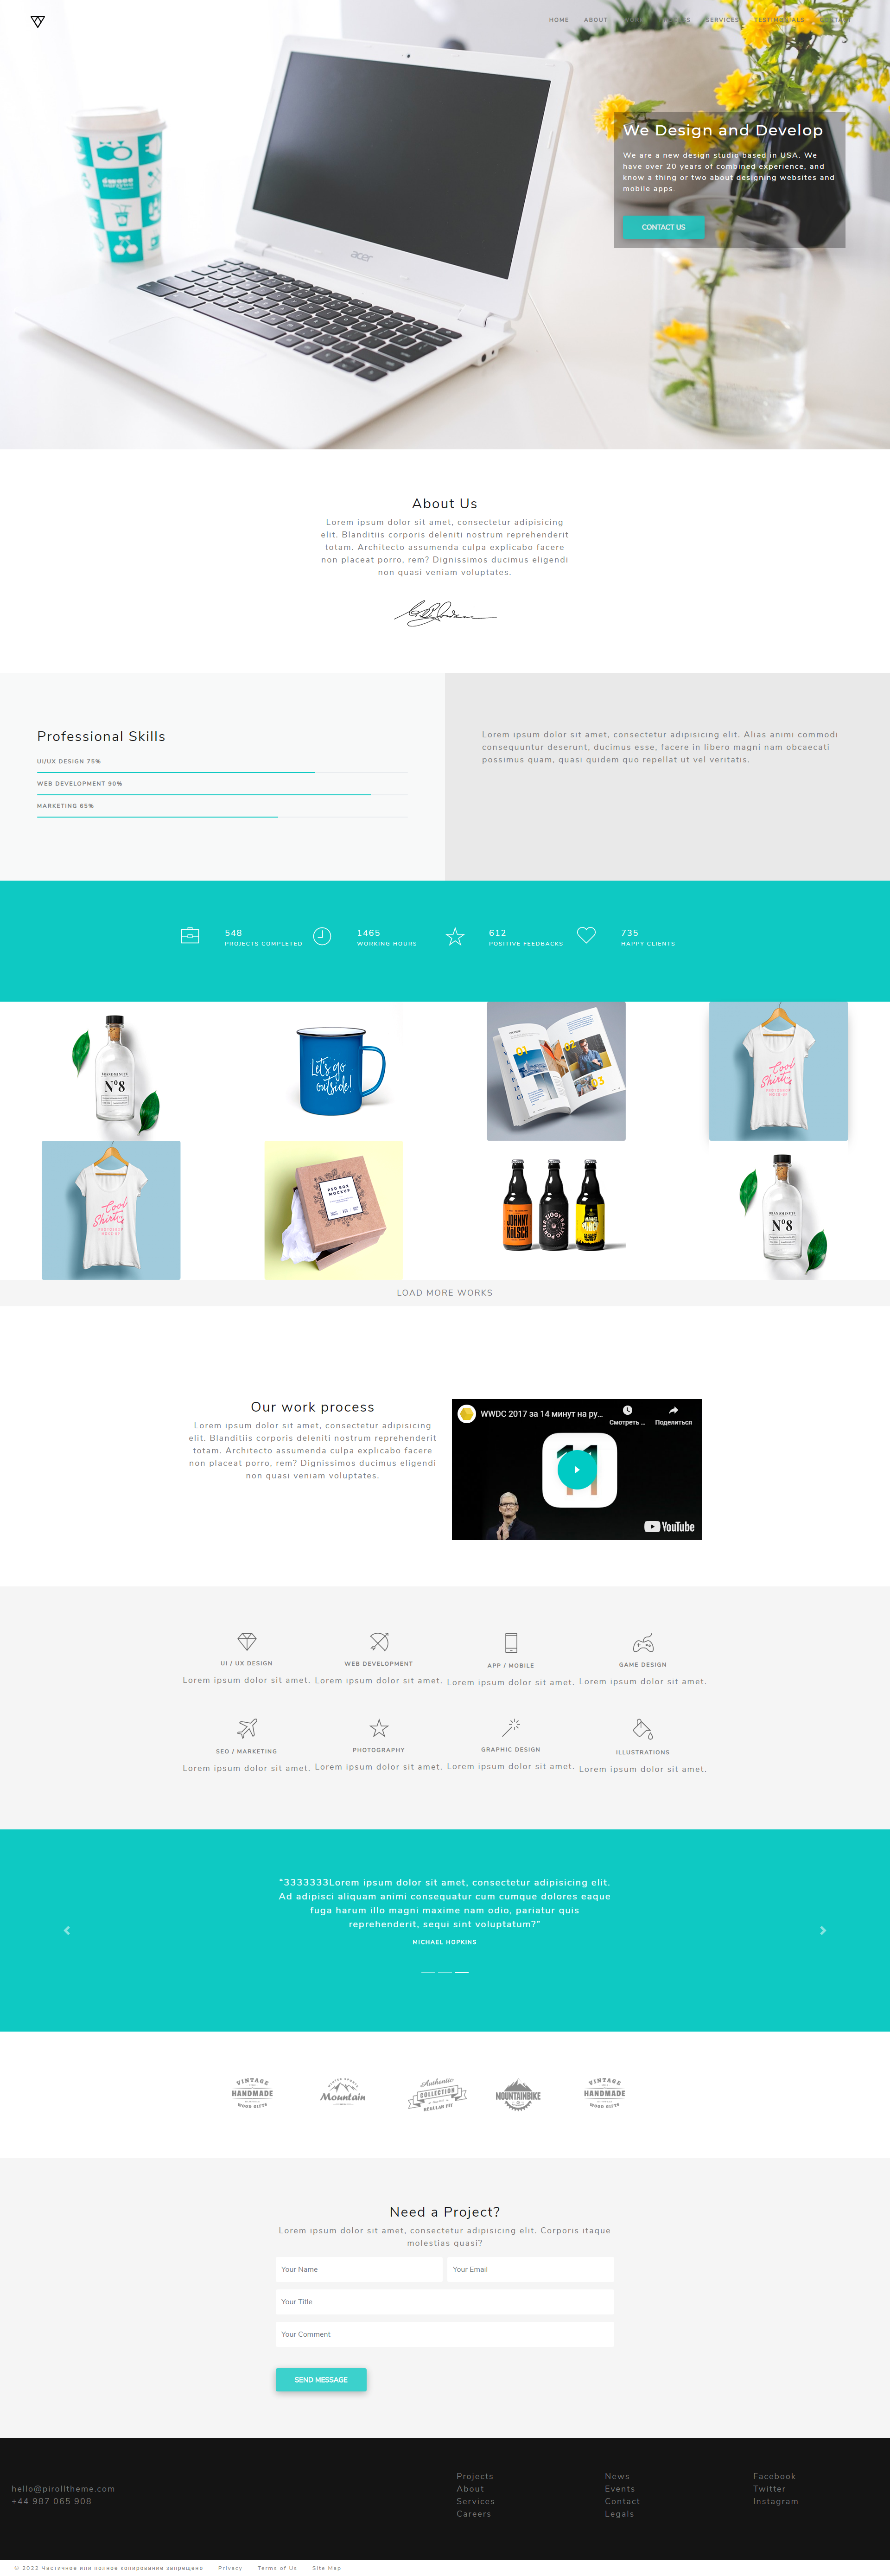 HOME ABOUT SERVICES TESTIMONIALS
acer
We Design and Develop
We are a new design studio based in USA. We
have over 20 years of combined experience, and
know a thing or two about designing websites and
mobile apps.
CONTACT US
About Us
Lorem ipsum dolor sit amet, consectetur adipisicing
elit. Blanditiis corporis deleniti nostrum reprehenderit
totam. Architecto assumenda culpa explicabo facere
non placeat porro, rem? Dignissimos ducimus eligendi
non quasi veniam voluptates.
Professional Skills
UI/UX DESIGN 75%
WEB DEVELOPMENT 90%
MARKETING 65%
Lorem ipsum dolor sit amet, consectetur adipisicing elit. Alias animi commodi
consequuntur deserunt, ducimus esse, facere in libero magni nam obcaecati
possimus quam, quasi quidem quo repellat ut vel veritatis.
548
PROJECTS COMPLETED
1465
WORKING HOURS
612
POSITIVE FEEDBACKS
735
HAPPY CLIENTS
Nº8
Let's go
outside!
01
02
03
Cool
Shirt
Cool
Shirt
PSD BOX
MOCKUP
JOHNNY
KÖLSCH
Nº8
LOAD MORE WORKS
Our work process
Lorem ipsum dolor sit amet, consectetur adipisicing
elit. Blanditiis corporis deleniti nostrum reprehenderit
totam. Architecto assumenda culpa explicabo facere
non placeat porro, rem? Dignissimos ducimus eligendi
non quasi veniam voluptates.
WWDC 2017 за 14 минут на ру...
Смотреть ...
Поделиться
11
YouTube
UI / UX DESIGN
Lorem ipsum dolor sit amet.
WEB DEVELOPMENT
Lorem ipsum dolor sit amet.
APP / MOBILE
Lorem ipsum dolor sit amet.
GAME DESIGN
Lorem ipsum dolor sit amet.
SEO / MARKETING
Lorem ipsum dolor sit amet.
PHOTOGRAPHY
Lorem ipsum dolor sit amet.
GRAPHIC DESIGN
Lorem ipsum dolor sit amet.
ILLUSTRATIONS
Lorem ipsum dolor sit amet.
"3333333Lorem ipsum dolor sit amet, consectetur adipisicing elit.
Ad adipisci aliquam animi consequatur cum cumque dolores eaque
fuga harum illo magni maxime nam odio, pariatur quis
reprehenderit, sequi sint voluptatum?"
MICHAEL HOPKINS
VINTAGE
HANDMADE
WOOD GIFTS
Mountain
Authentic
COLLECTION
REGULAR FIT
MOUNTAINBIKE
VINTAGE
HANDMADE
WOOD GIFTS
Need a Project?
Lorem ipsum dolor sit amet, consectetur adipisicing elit. Corporis itaque
molestias quasi?
Your Name
Your Email
Your Title
Your Comment
SEND MESSAGE
hello@pirolltheme.com
+44 987 065 908
Projects
About
Services
Careers
News
Events
Contact
Legals
Facebook
Twitter
Instagram
© 2022 Частичное или полное копирование запрещено Privacy Terms of Us Site Map